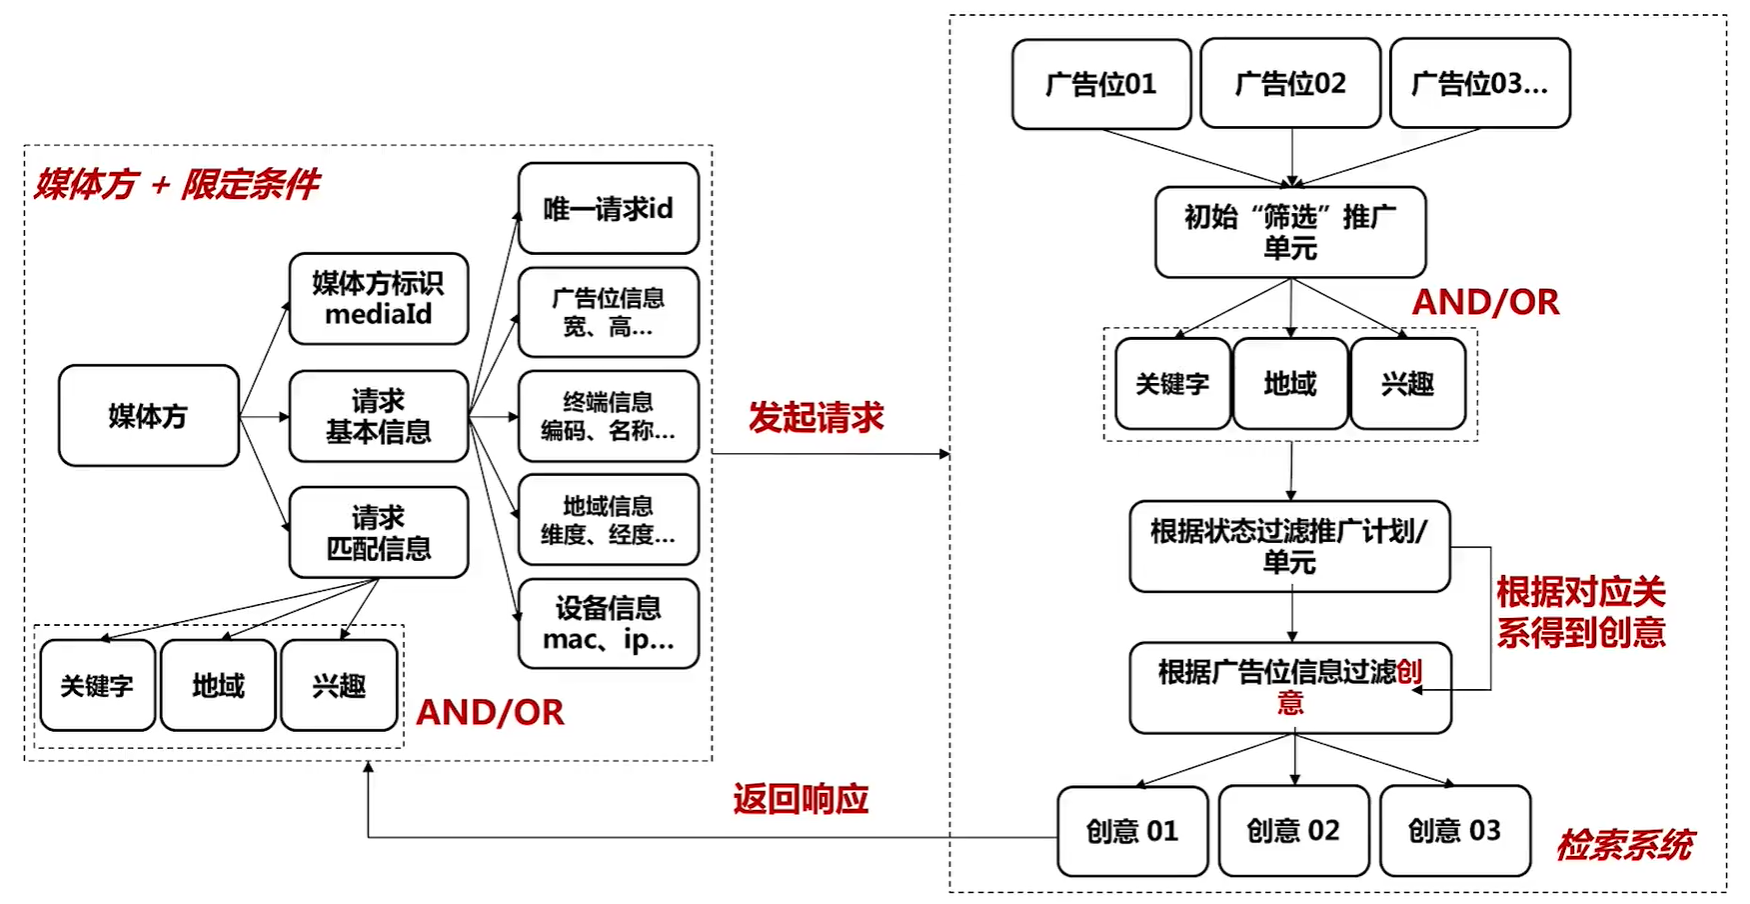 媒体方 + 限定条件
媒体方
媒体方标识
mediaId
请求
基本信息
请求
匹配信息
唯一请求id
广告位信息
宽、高...
终端信息
编码、名称...
地域信息
维度、经度...
设备信息
mac、ip...
关键字
地域
兴趣
AND/OR
发起请求
返回响应
广告位01
广告位02
广告位03...
初始“筛选”推广
单元
AND/OR
关键字
地域
兴趣
根据状态过滤推广计划/
单元
根据对应关
系得到创意
根据广告位信息过滤创
意
创意 01
创意 02
创意 03
检索系统